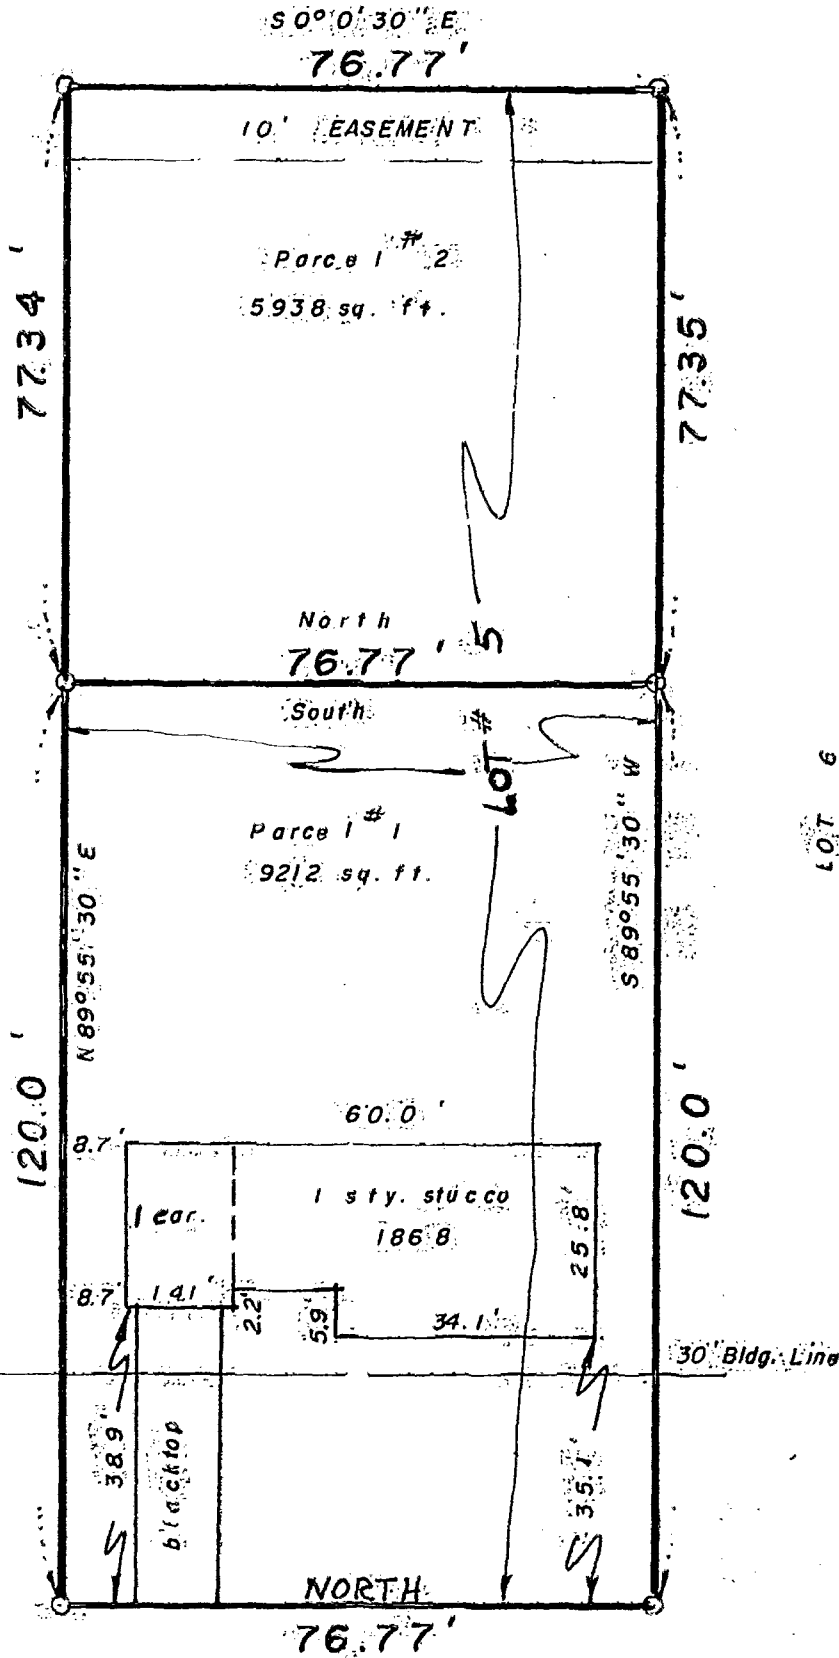 S 0° 0' 30" E
76.77'
10' EASEMENT
Parcel # 2
5938 sq. ft.
77.34'
77.35'
North
76.77'
South
LOT # 5
Parcel # 1
9212 sq. ft.
N 89° 55' 30" E
S 89° 55' 30" W
LOT 6
120.0'
120.0'
60.0'
8.7'
1 car.
1 sty. stucco
1868
25.8'
8.7'
14.1'
2.2'
5.9'
34.1'
30' Bldg. Line
38.9'
blacktop
35.1'
NORTH
76.77'